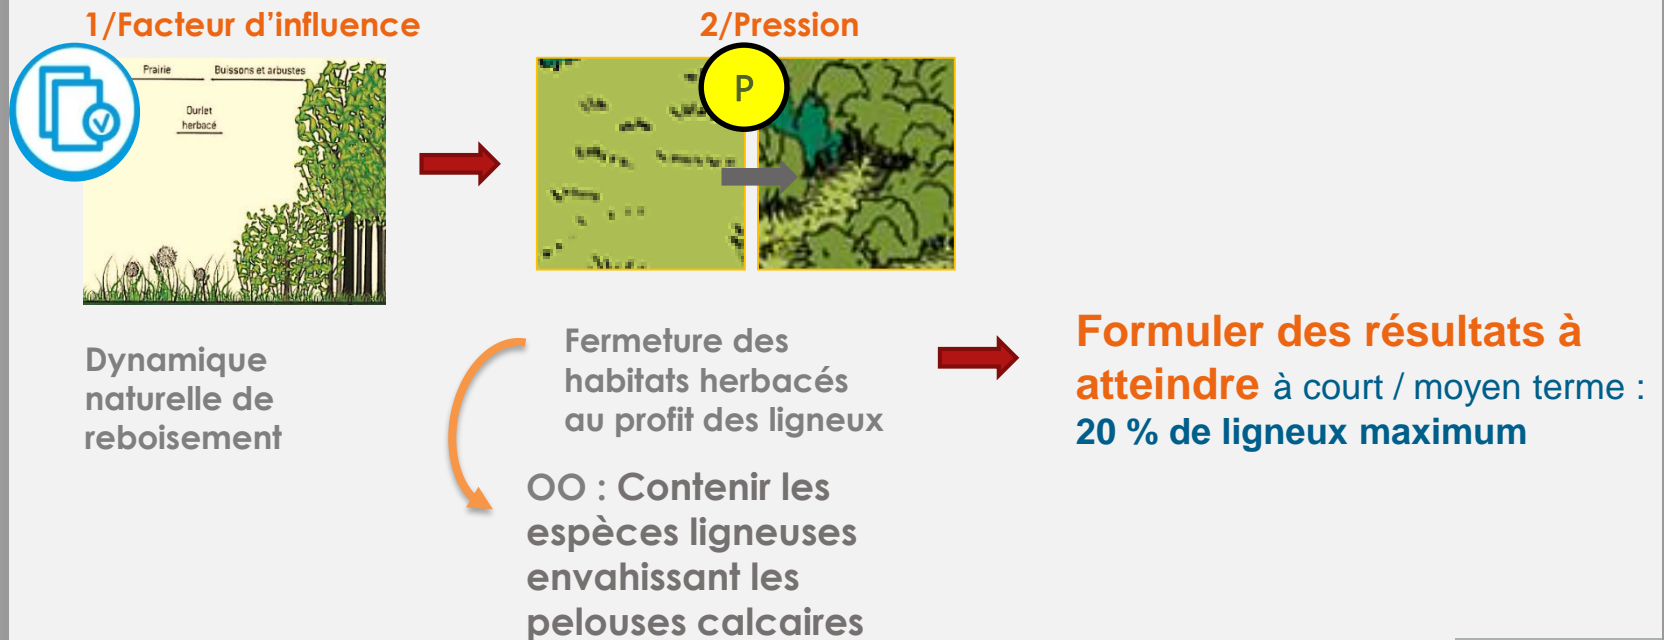 1/Facteur d’influence
Prairie
Buissons et arbustes
Ourlet
herbacé
Dynamique
naturelle de
reboisement
2/Pression
P
Fermeture des
habitats herbacés
au profit des ligneux
OO : Contenir les
espèces ligneuses
envahissant les
pelouses calcaires
Formuler des résultats à
atteindre à court / moyen terme :
20 % de ligneux maximum